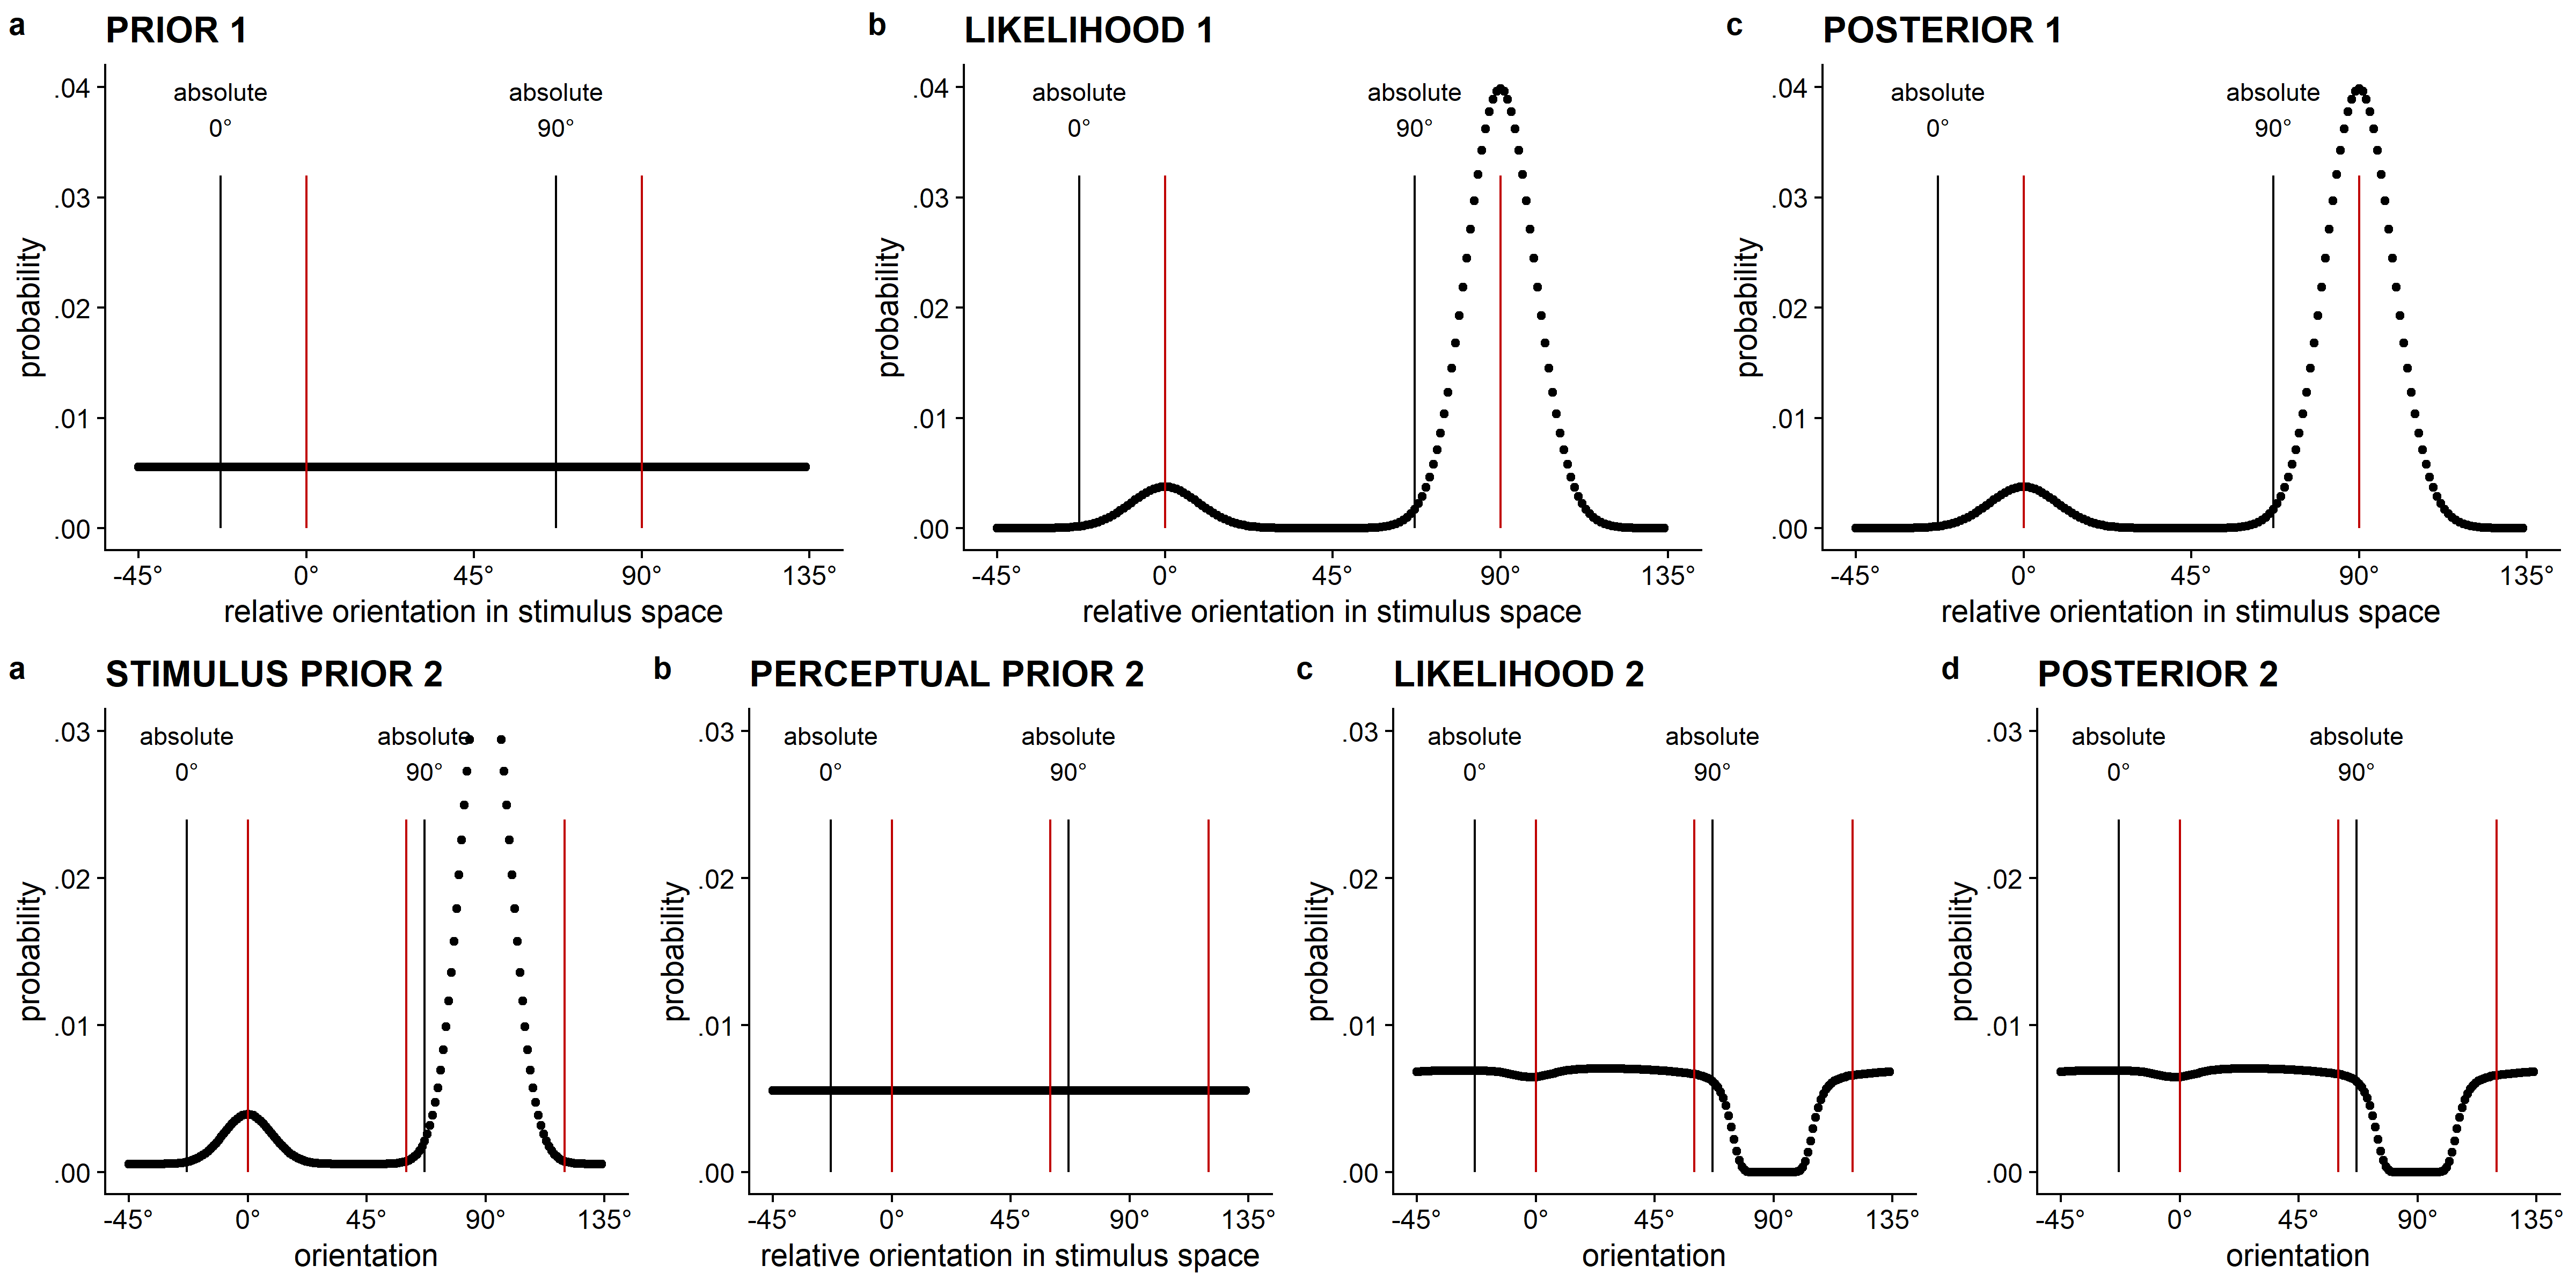 a PRIOR 1
absolute 0°
absolute 90°
.04
.03
.02
.01
.00
probability
-45° 0° 45° 90° 135°
relative orientation in stimulus space
b LIKELIHOOD 1
absolute 0°
absolute 90°
.04
.03
.02
.01
.00
probability
-45° 0° 45° 90° 135°
relative orientation in stimulus space
c POSTERIOR 1
absolute 0°
absolute 90°
.04
.03
.02
.01
.00
probability
-45° 0° 45° 90° 135°
relative orientation in stimulus space
a STIMULUS PRIOR 2
absolute 0°
absolute 90°
.03
.02
.01
.00
probability
-45° 0° 45° 90° 135°
orientation
b PERCEPTUAL PRIOR 2
absolute 0°
absolute 90°
.03
.02
.01
.00
probability
-45° 0° 45° 90° 135°
relative orientation in stimulus space
c LIKELIHOOD 2
absolute 0°
absolute 90°
.03
.02
.01
.00
probability
-45° 0° 45° 90° 135°
orientation
d POSTERIOR 2
absolute 0°
absolute 90°
.03
.02
.01
.00
probability
-45° 0° 45° 90° 135°
orientation